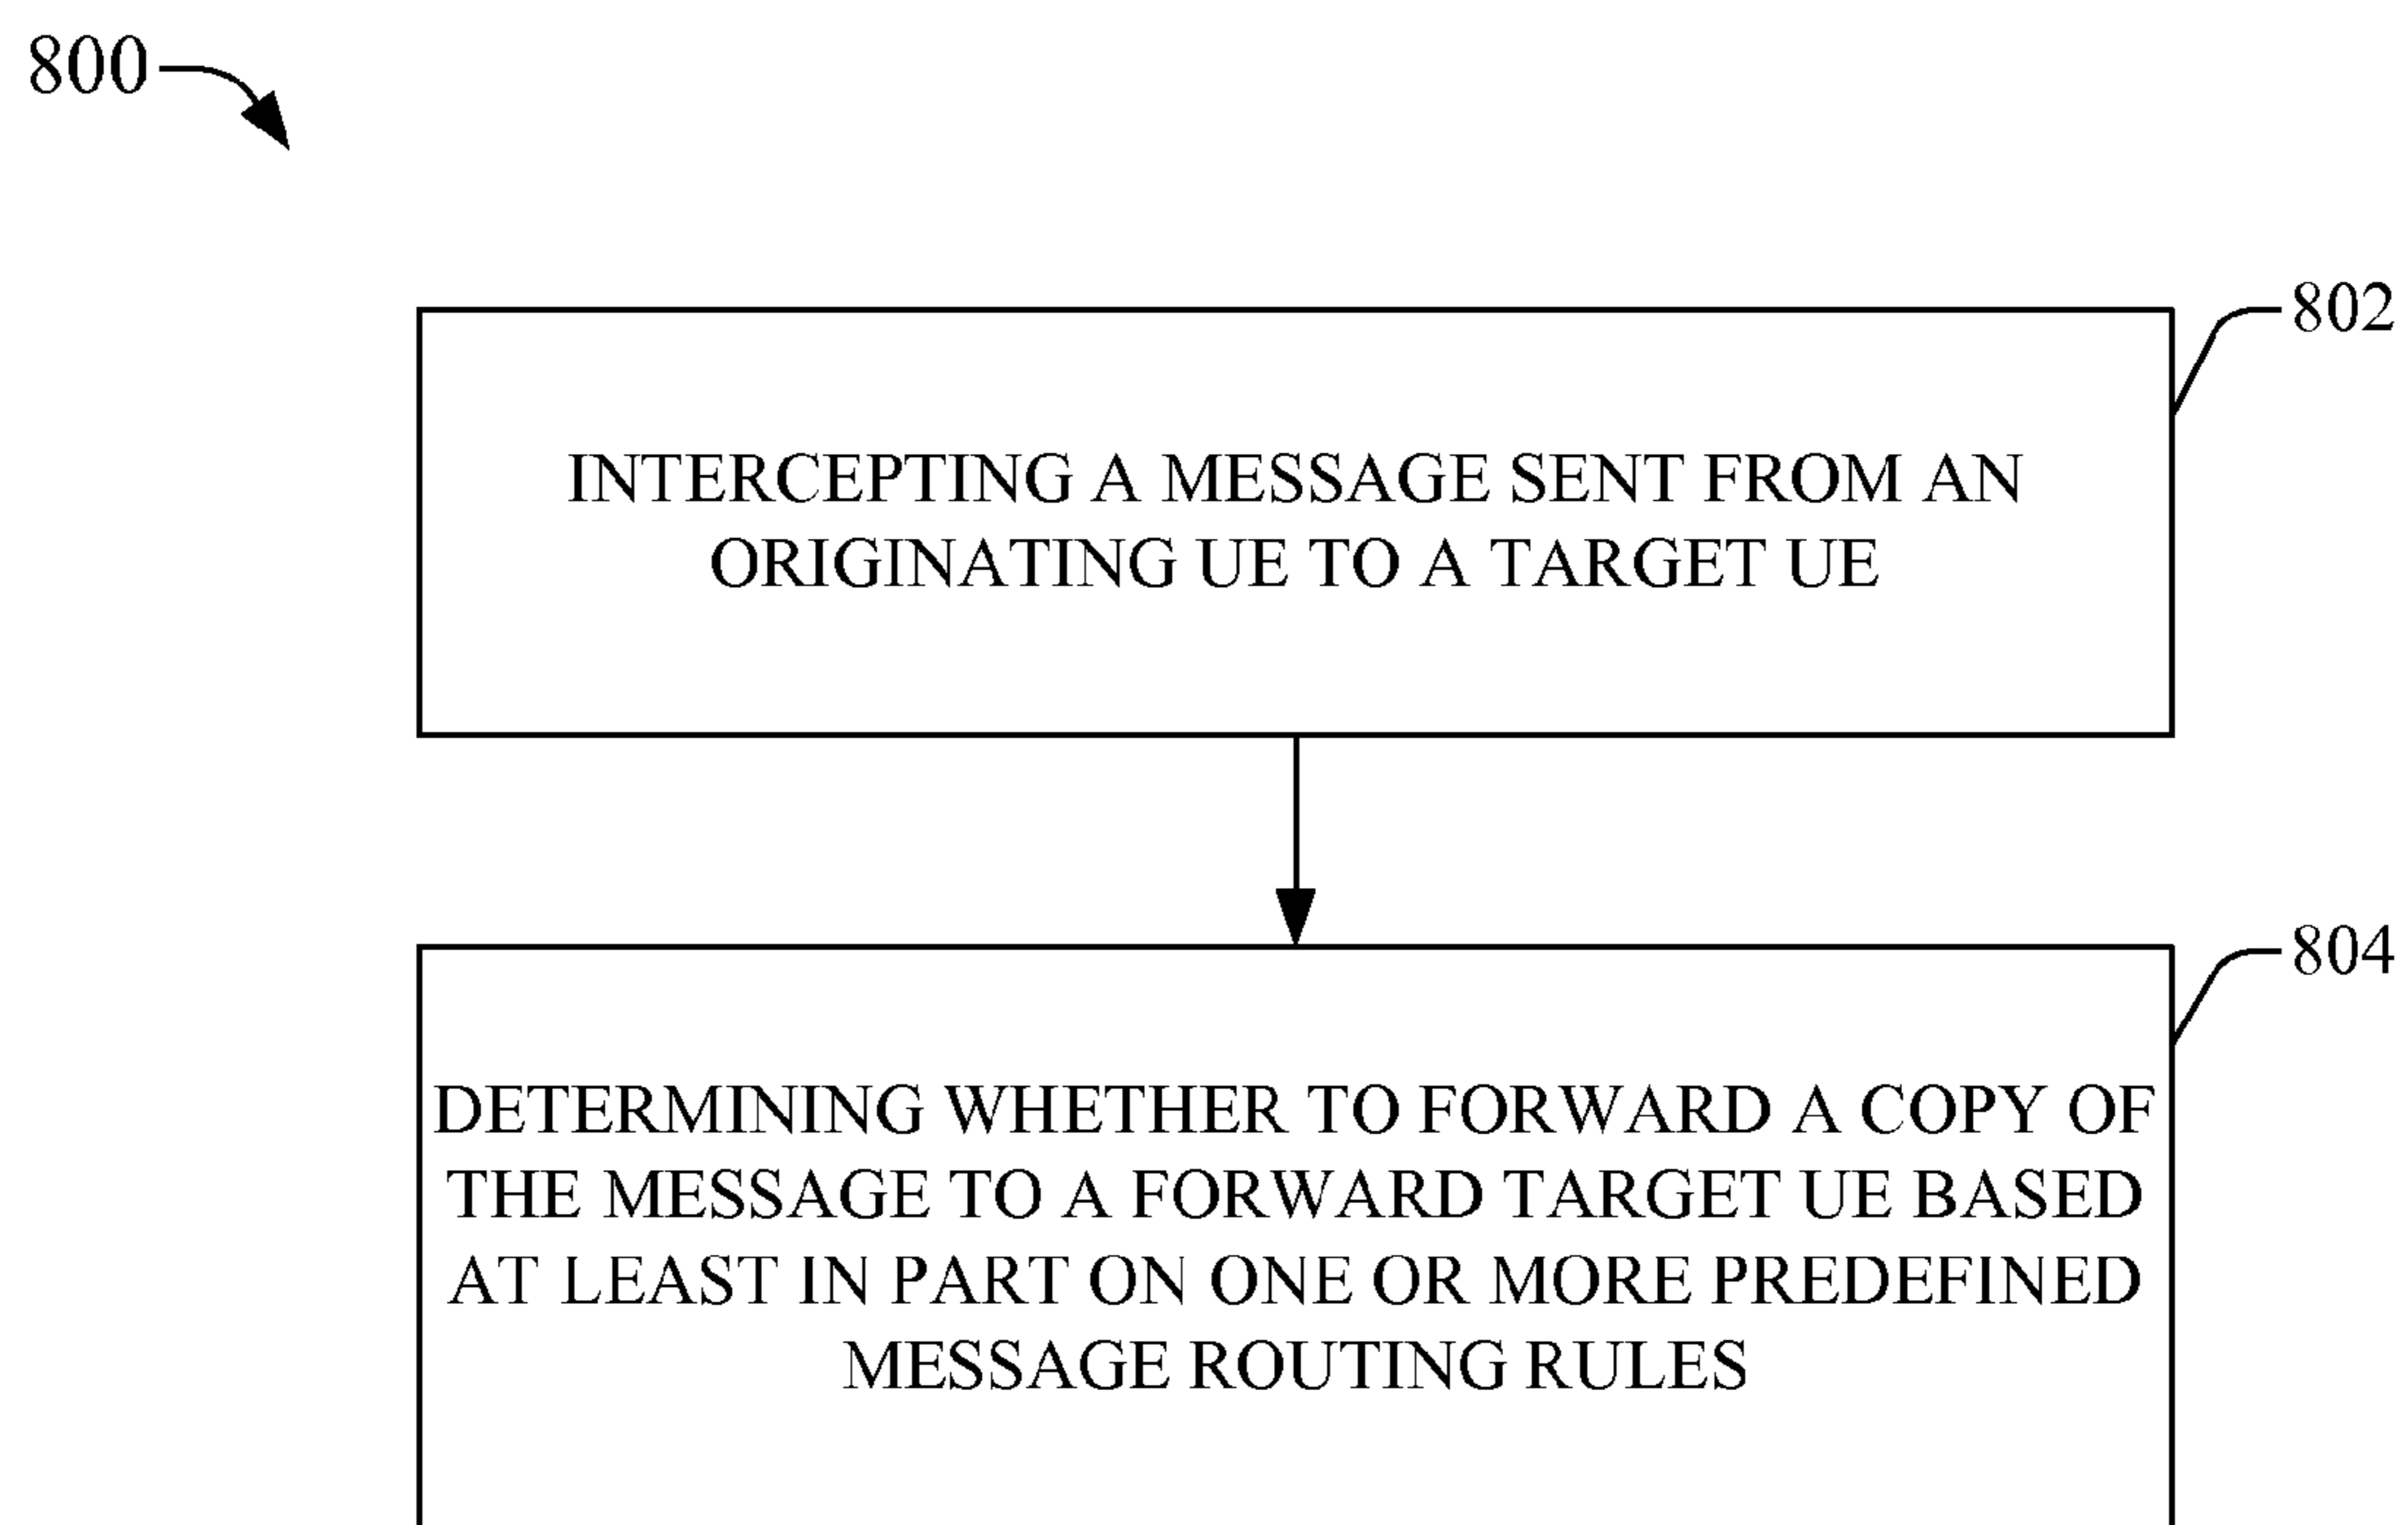 800
802
INTERCEPTING A MESSAGE SENT FROM AN
ORIGINATING UE TO A TARGET UE
804
DETERMINING WHETHER TO FORWARD A COPY OF
THE MESSAGE TO A FORWARD TARGET UE BASED
AT LEAST IN PART ON ONE OR MORE PREDEFINED
MESSAGE ROUTING RULES